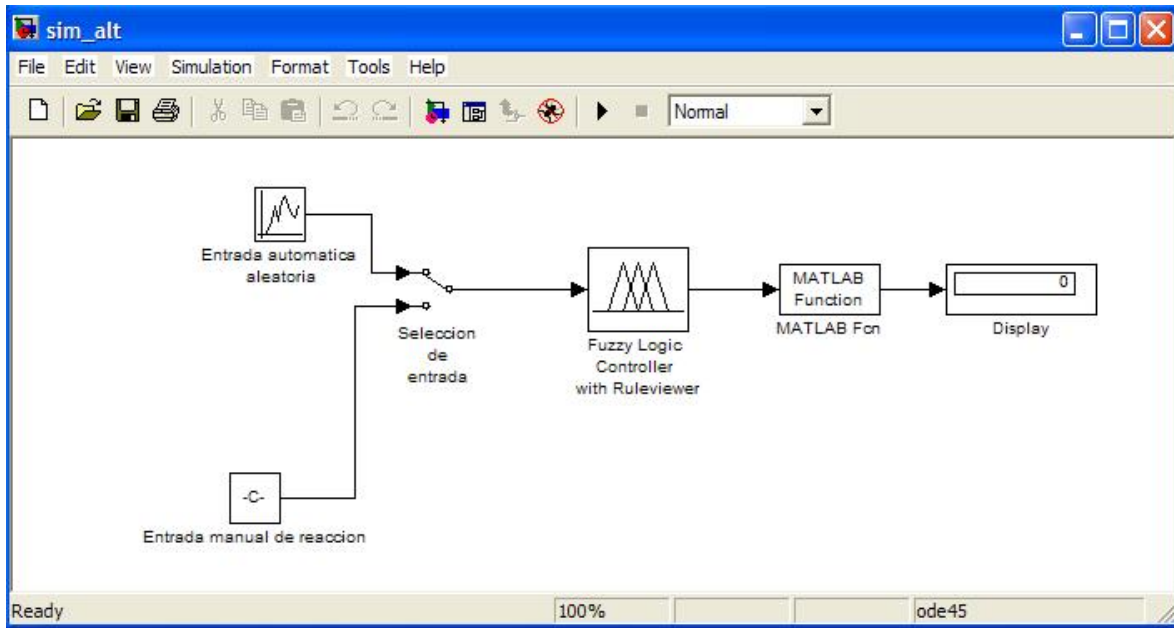 sim_alt
File Edit View Simulation Format Tools Help
Normal
Entrada automatica
aleatoria
Seleccion
de
entrada
Fuzzy Logic
Controller
with Ruleviewer
MATLAB
Function
MATLAB Fcn
0
Display
-C-
Entrada manual de reaccion
Ready 100% ode45